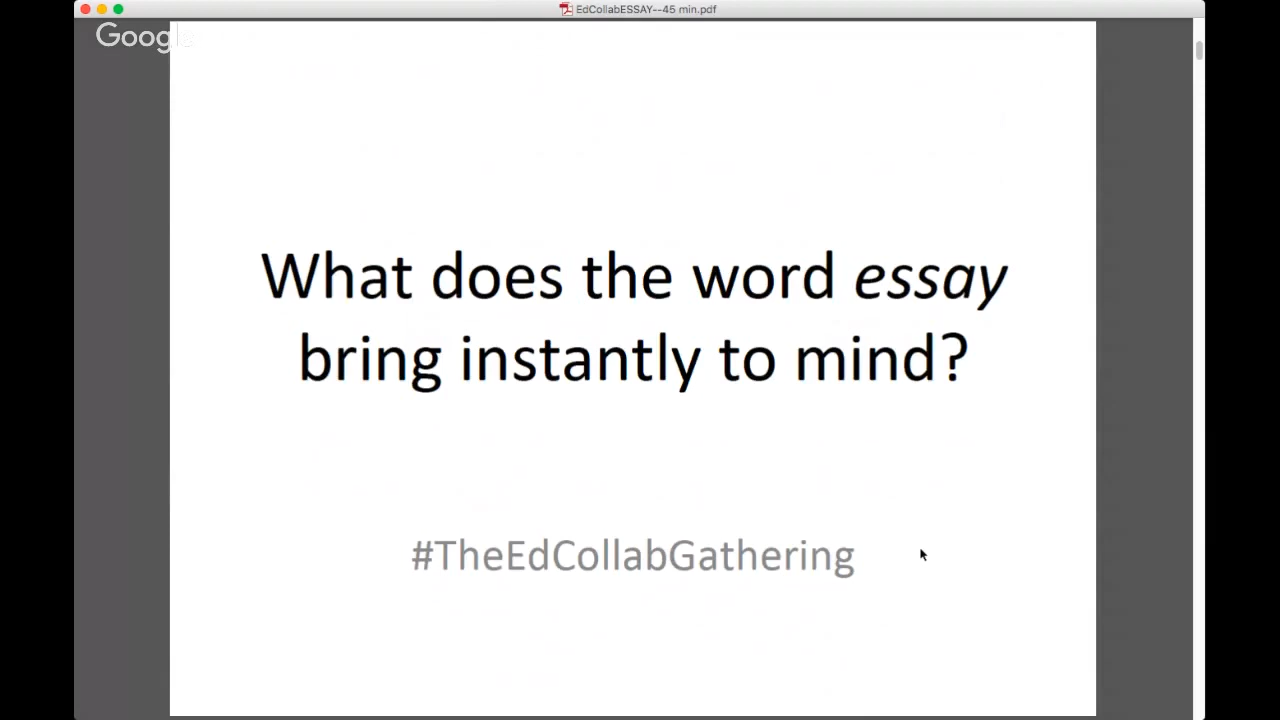 EdCollabESSAY--45 min.pdf
Google
What does the word essay
bring instantly to mind?
#TheEdCollabGathering